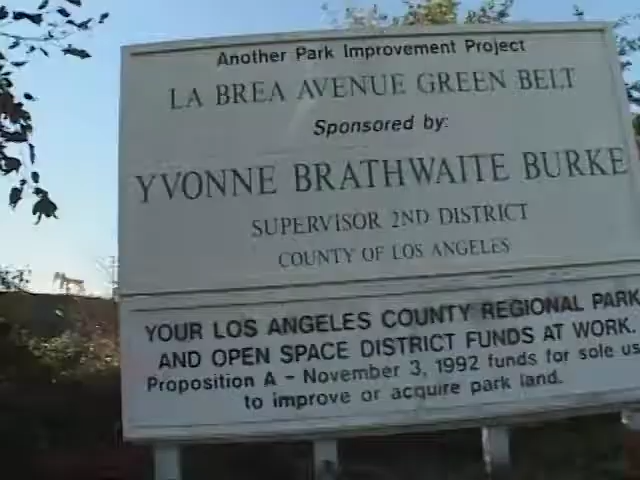 Another Park Improvement Project
LA BREA AVENUE GREEN BELT
Sponsored by:
YVONNE BRATHWAITE BURKE
SUPERVISOR 2ND DISTRICT
COUNTY OF LOS ANGELES
YOUR LOS ANGELES COUNTY REGIONAL PARK
AND OPEN SPACE DISTRICT FUNDS AT WORK.
Proposition A - November 3, 1992 funds for sole us
to improve or acquire park land.